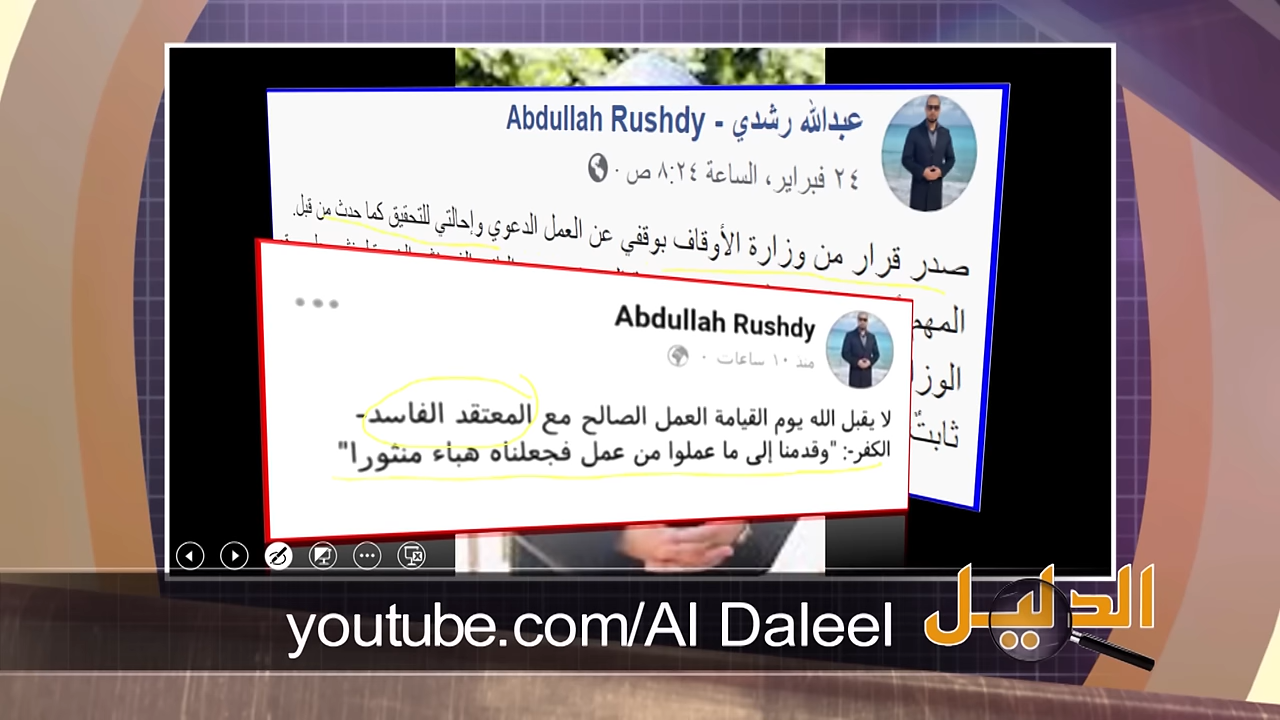 عبدالله رشدي - Abdullah Rushdy
٢٤ فبراير، الساعة ٨:٢٤ ص ·
صدر قرار من وزارة الأوقاف بوقفي عن العمل الدعوي وإحالتي للتحقيق كما حدث من قبل.
الوزا
ثابتٌ
Abdullah Rushdy
منذ ١٠ ساعات ·
لا يقبل الله يوم القيامة العمل الصالح مع المعتقد الفاسد-
الكفر-: "وقدمنا إلى ما عملوا من عمل فجعلناه هباء منثورا"
youtube.com/Al Daleel
الدليل